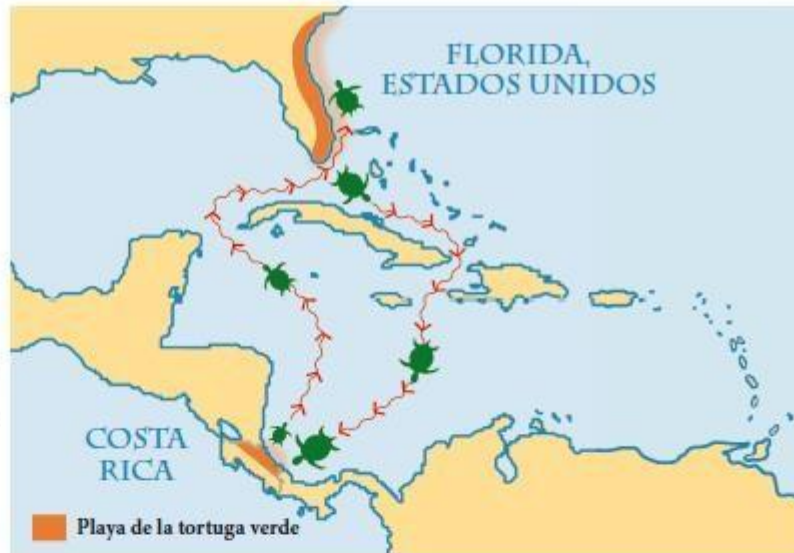 FLORIDA,
ESTADOS UNIDOS
COSTA
RICA
Playa de la tortuga verde